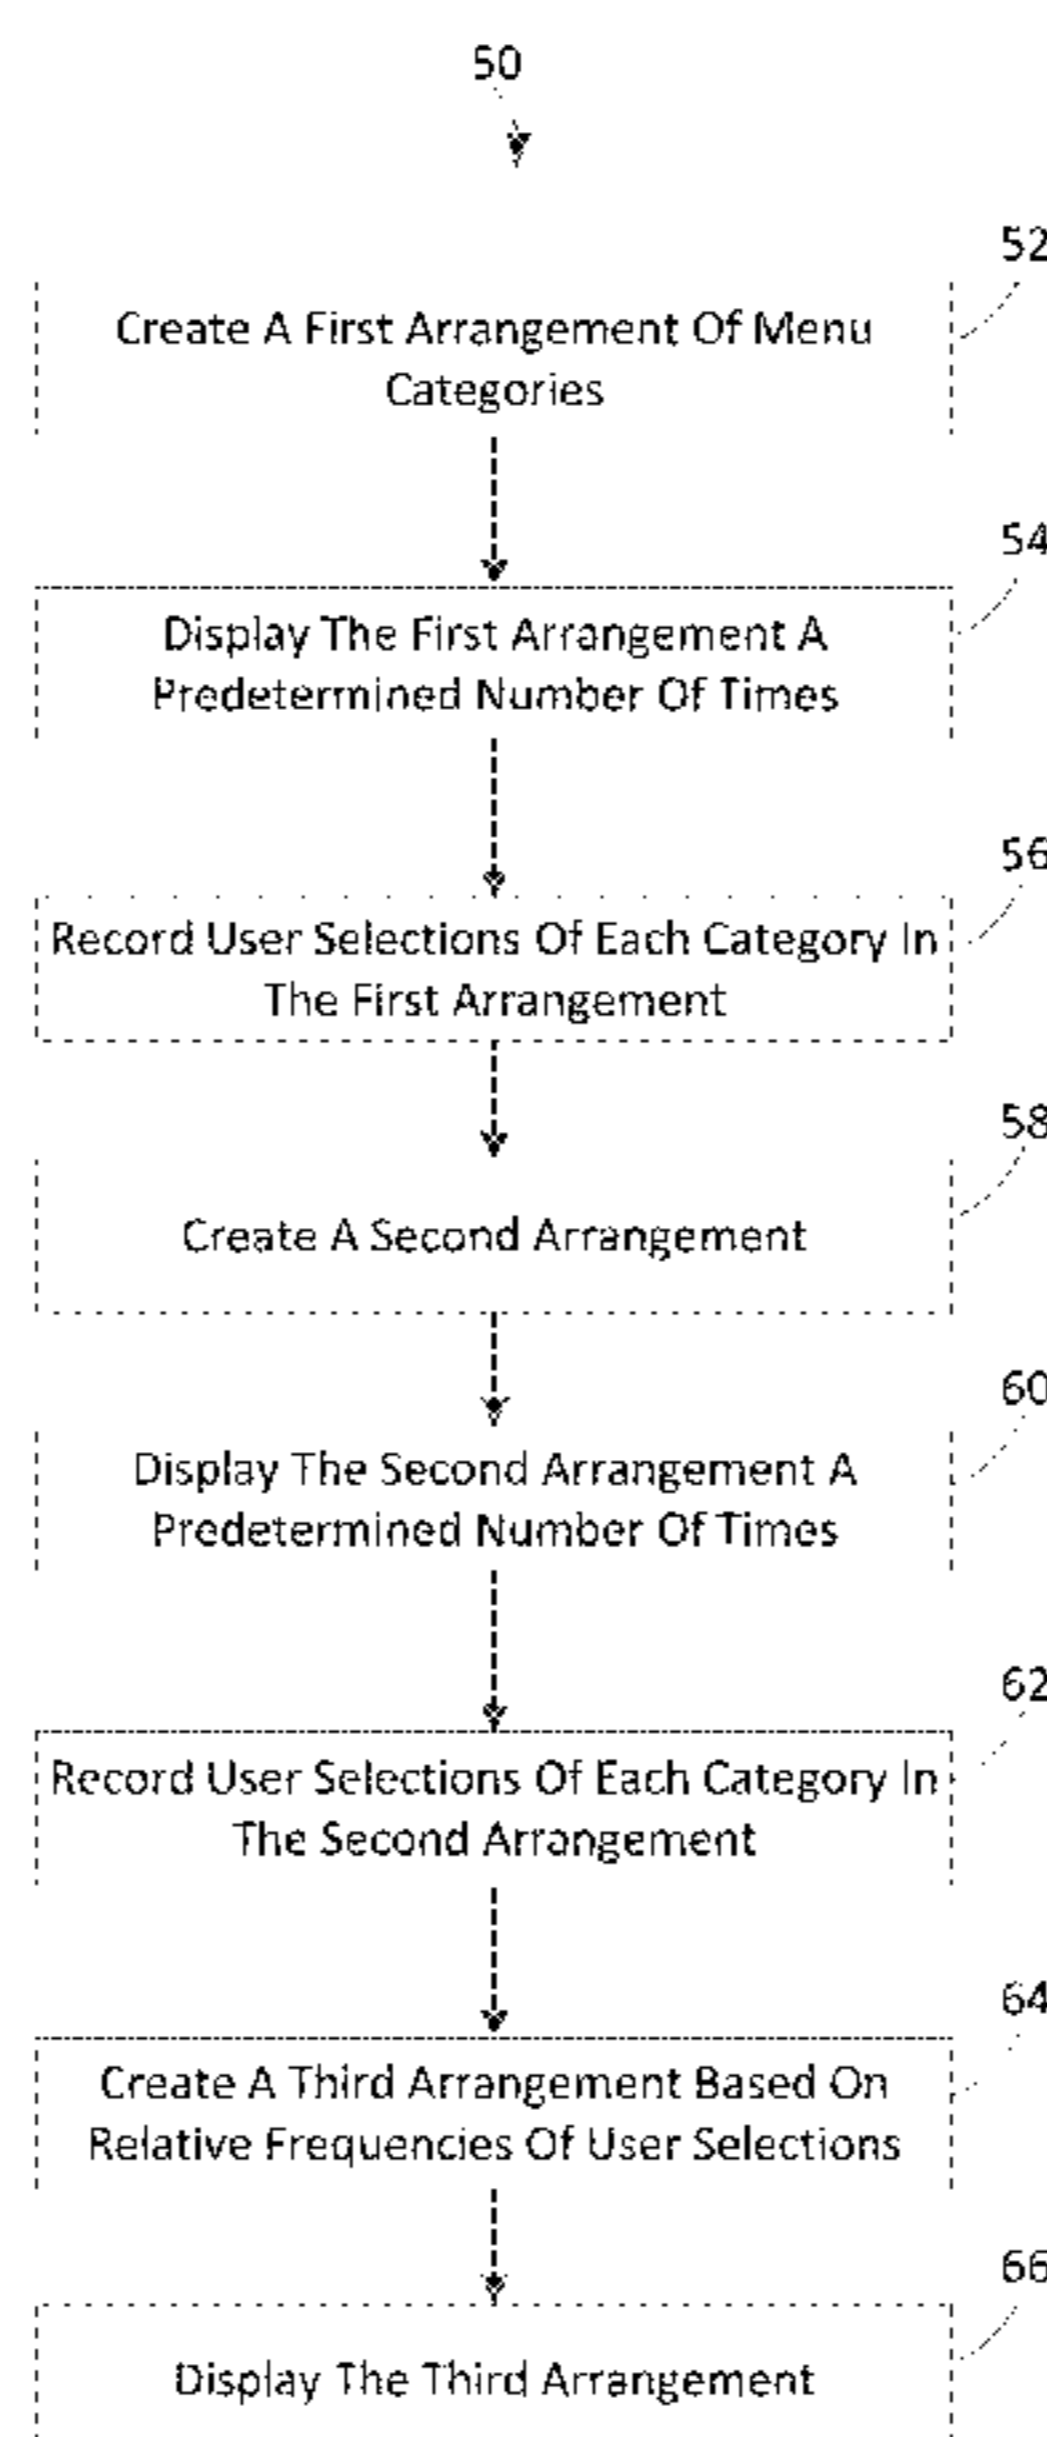 50
52
Create A First Arrangement Of Menu
Categories
54
Display The First Arrangement A
Predetermined Number Of Times
56
Record User Selections Of Each Category In
The First Arrangement
58
Create A Second Arrangement
60
Display The Second Arrangement A
Predetermined Number Of Times
62
Record User Selections Of Each Category In
The Second Arrangement
64
Create A Third Arrangement Based On
Relative Frequencies Of User Selections
66
Display The Third Arrangement